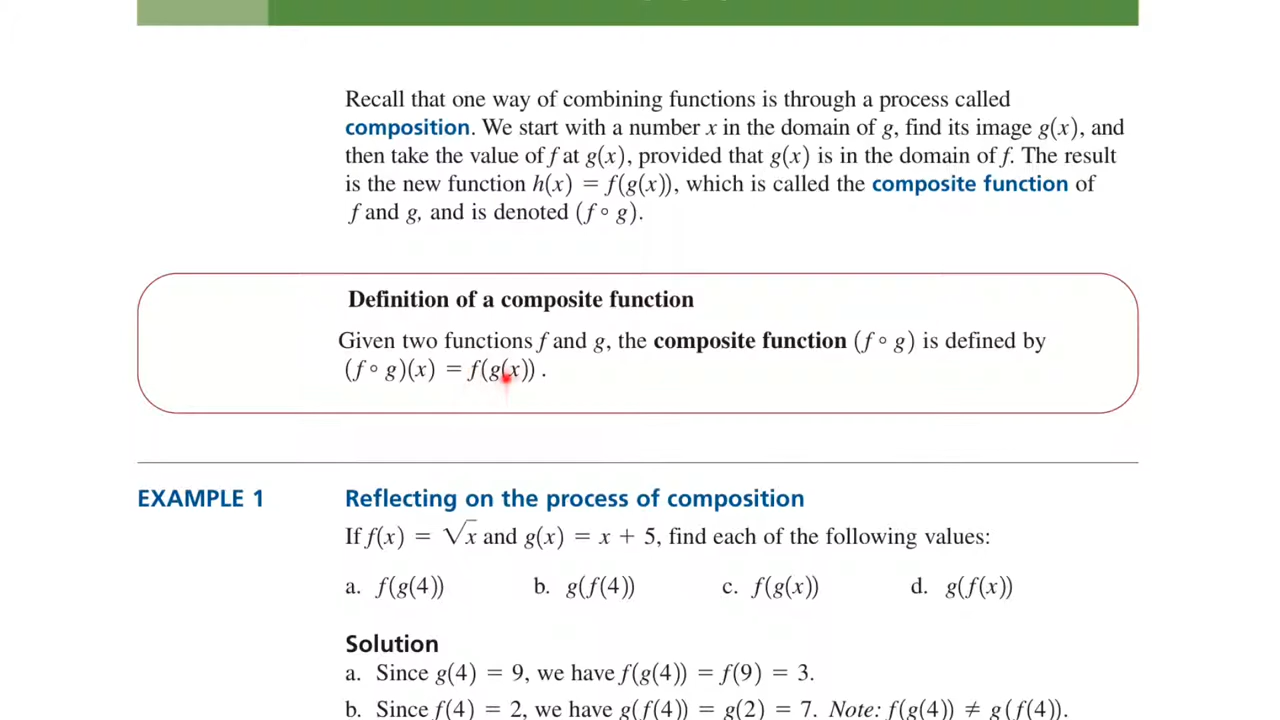 Recall that one way of combining functions is through a process called
composition. We start with a number x in the domain of g, find its image g(x), and
then take the value of f at g(x), provided that g(x) is in the domain of f. The result
is the new function h(x) = f(g(x)), which is called the composite function of
f and g, and is denoted (f ∘ g).
Definition of a composite function
Given two functions f and g, the composite function (f ∘ g) is defined by
(f ∘ g)(x) = f(g(x)) .
EXAMPLE 1 Reflecting on the process of composition
If f(x) = √x and g(x) = x + 5, find each of the following values:
a. f(g(4)) b. g(f(4)) c. f(g(x)) d. g(f(x))
Solution
a. Since g(4) = 9, we have f(g(4)) = f(9) = 3.
b. Since f(4) = 2, we have g(f(4)) = g(2) = 7. Note: f(g(4)) ≠ g(f(4)).